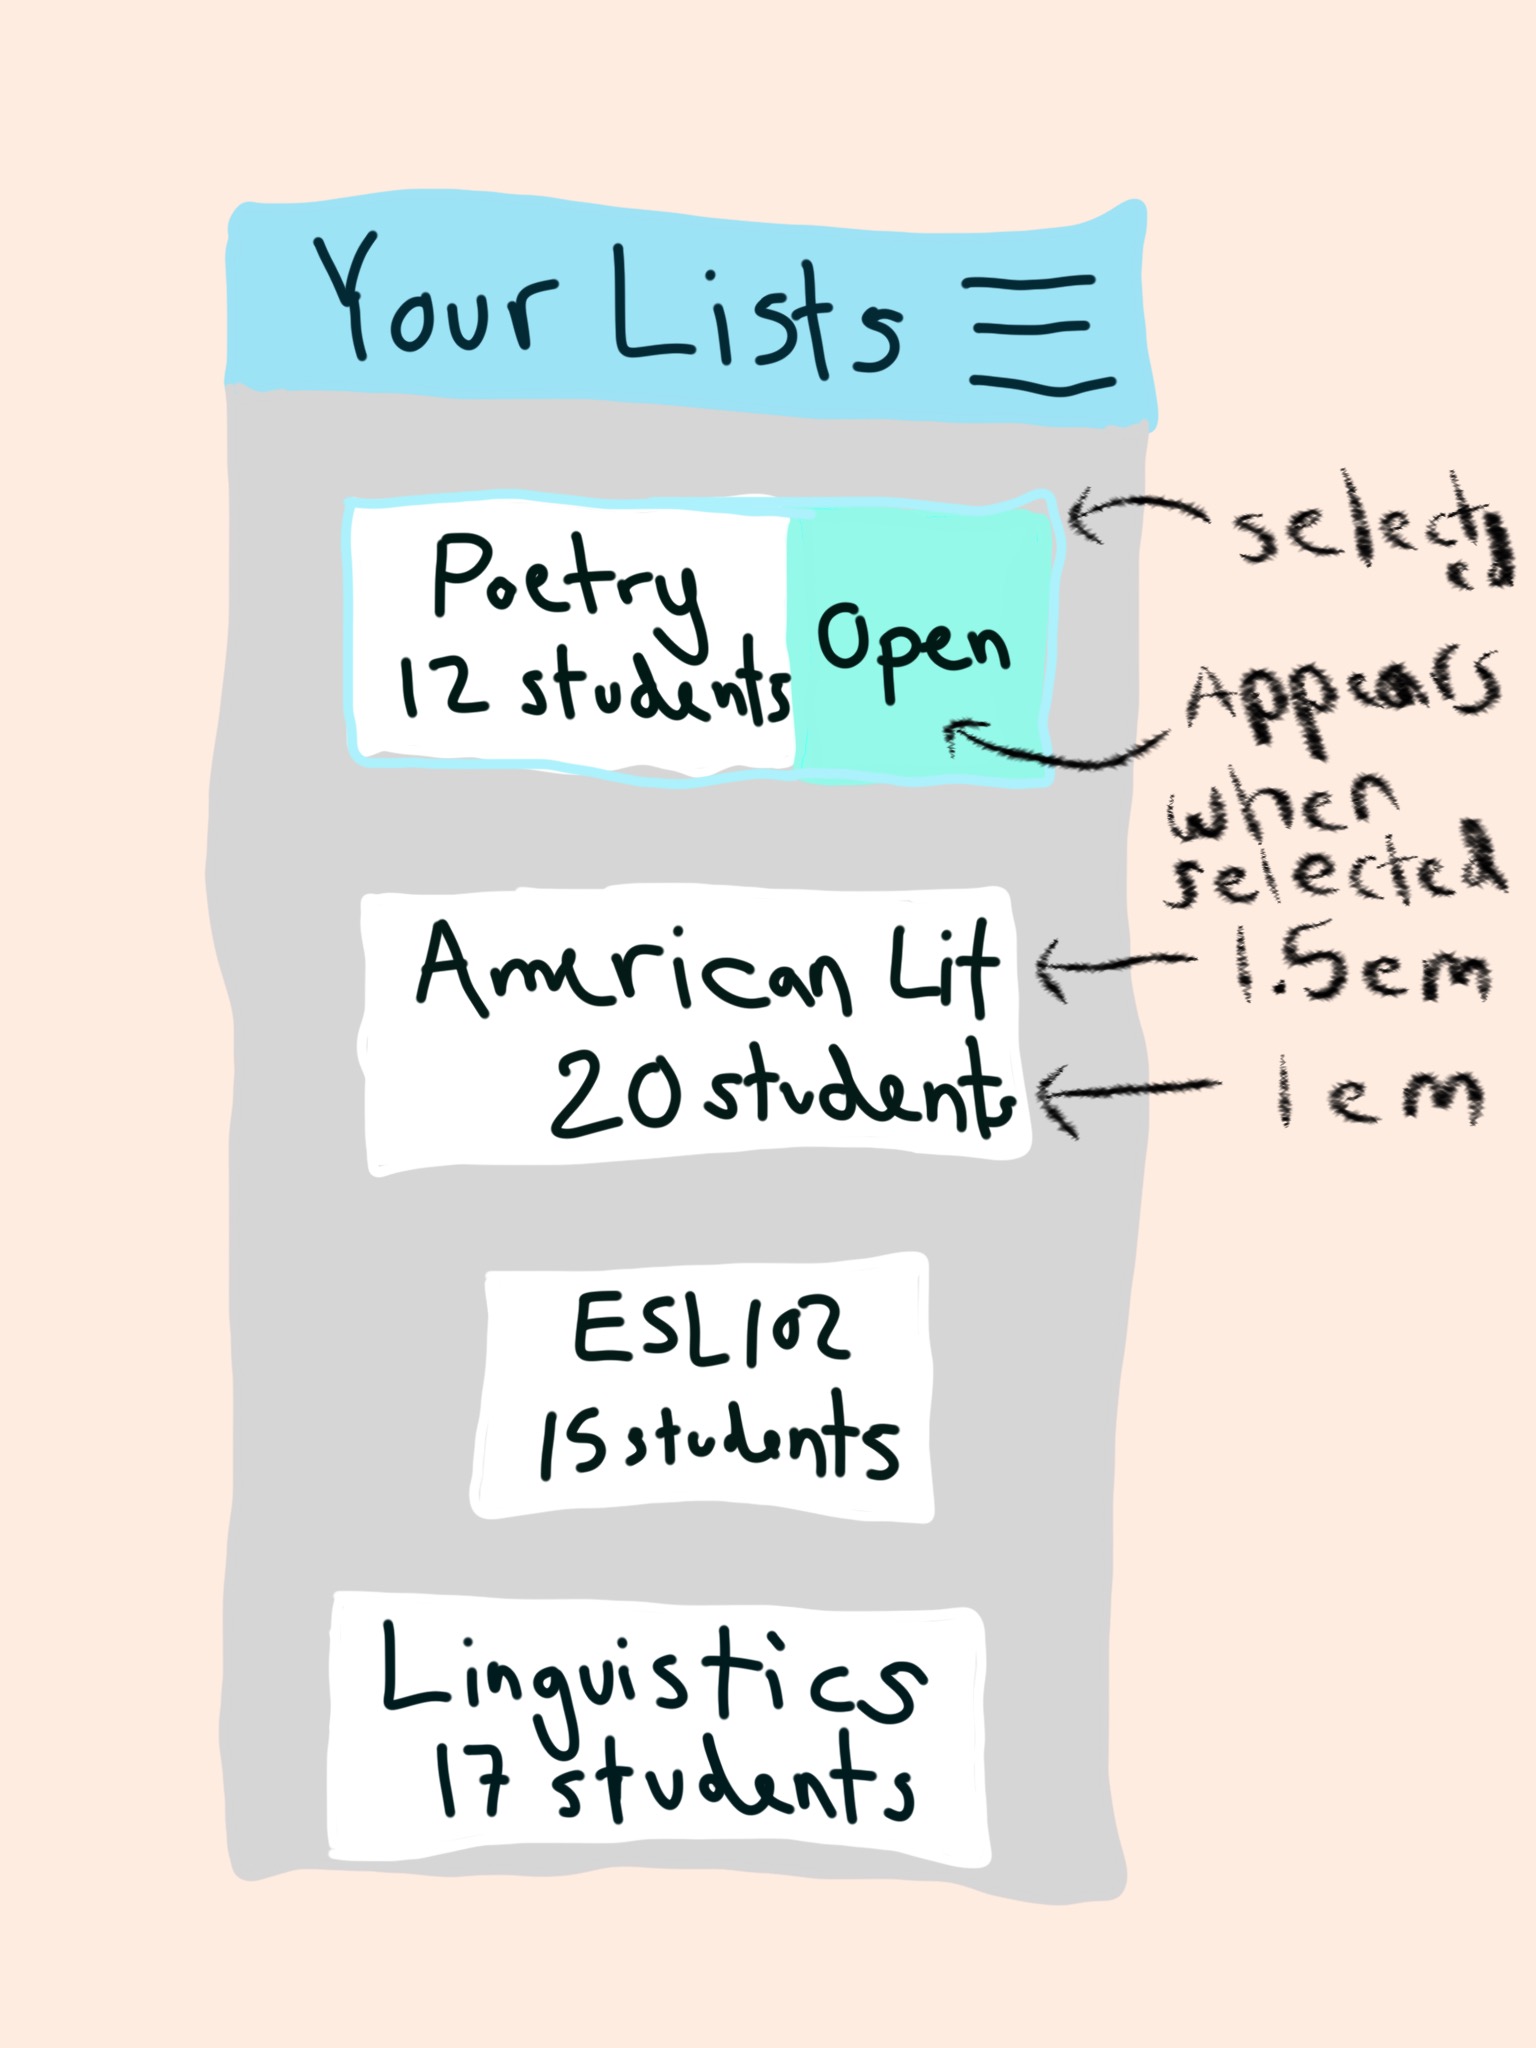 Your Lists
Poetry
12 students
Open
selected
Appears
when
selected
American Lit
20 students
1.5em
1em
ESL102
15 students
Linguistics
17 students